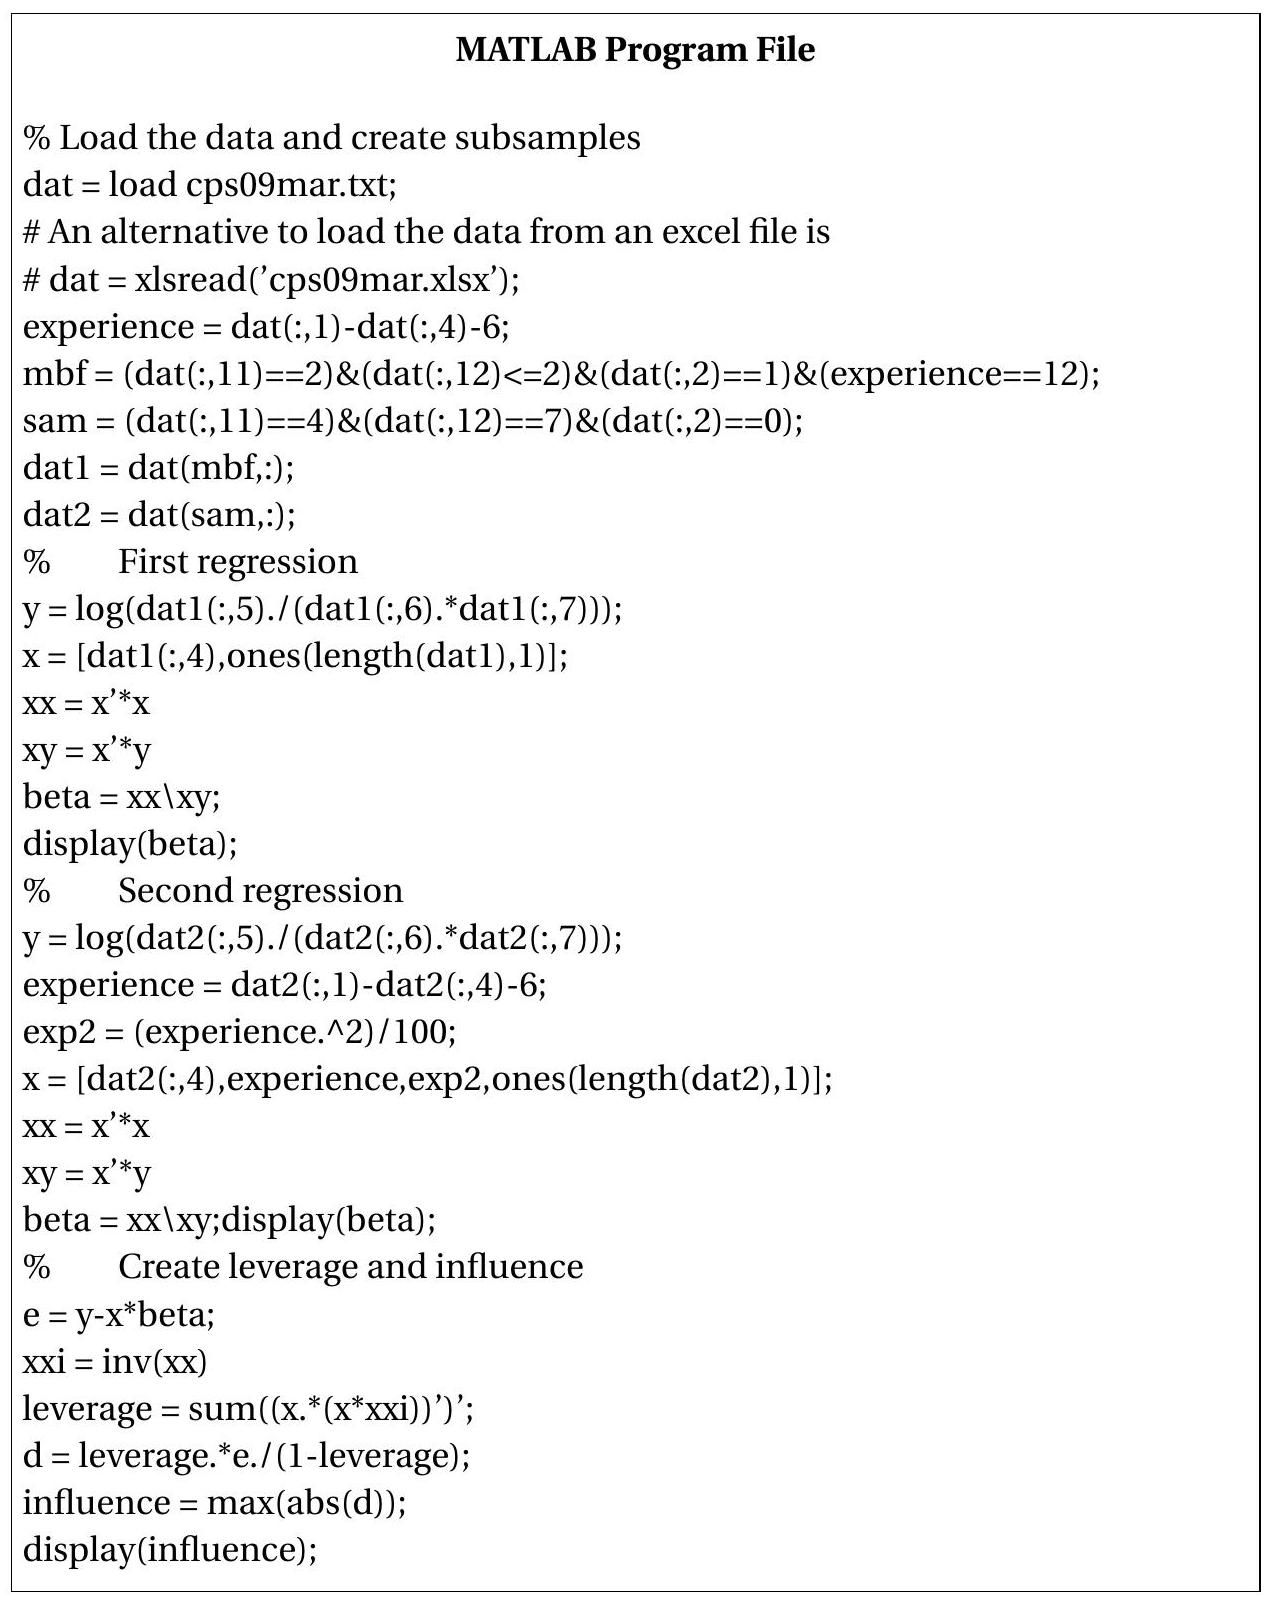 MATLAB Program File
% Load the data and create subsamples
dat = load cps09mar.txt;
# An alternative to load the data from an excel file is
# dat = xlsread(’cps09mar.xlsx’);
experience = dat(:,1)-dat(:,4)-6;
mbf = (dat(:,11)==2)&(dat(:,12)<=2)&(dat(:,2)==1)&(experience==12);
sam = (dat(:,11)==4)&(dat(:,12)==7)&(dat(:,2)==0);
dat1 = dat(mbf,:);
dat2 = dat(sam,:);
% First regression
y = log(dat1(:,5)./(dat1(:,6).*dat1(:,7)));
x = [dat1(:,4),ones(length(dat1),1)];
xx = x’*x
xy = x’*y
beta = xx\xy;
display(beta);
% Second regression
y = log(dat2(:,5)./(dat2(:,6).*dat2(:,7)));
experience = dat2(:,1)-dat2(:,4)-6;
exp2 = (experience.^2)/100;
x = [dat2(:,4),experience,exp2,ones(length(dat2),1)];
xx = x’*x
xy = x’*y
beta = xx\xy;display(beta);
% Create leverage and influence
e = y-x*beta;
xxi = inv(xx)
leverage = sum((x.*(x*xxi))’)’;
d = leverage.*e./(1-leverage);
influence = max(abs(d));
display(influence);